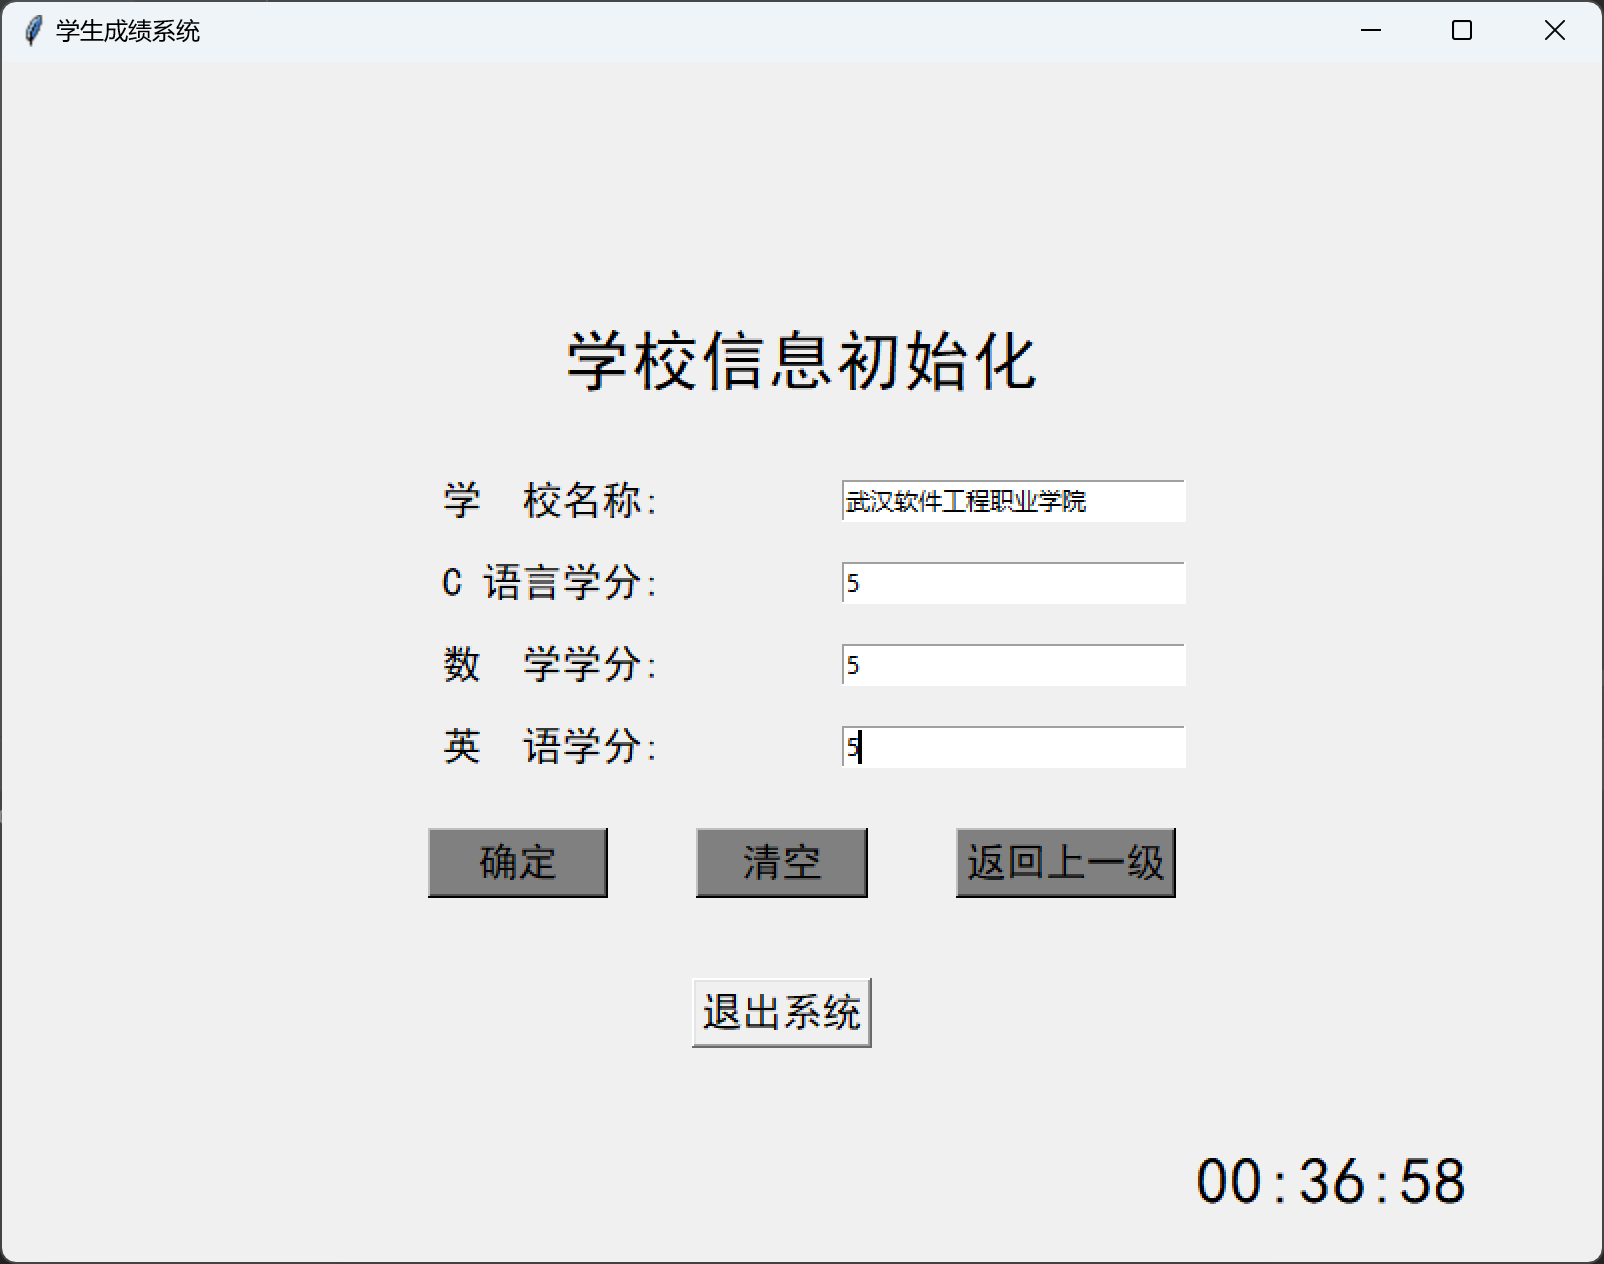 学生成绩系统
学校信息初始化
学　校名称: 武汉软件工程职业学院
C 语言学分: 5
数　学学分: 5
英　语学分: 5
确定 清空 返回上一级
退出系统
00:36:58